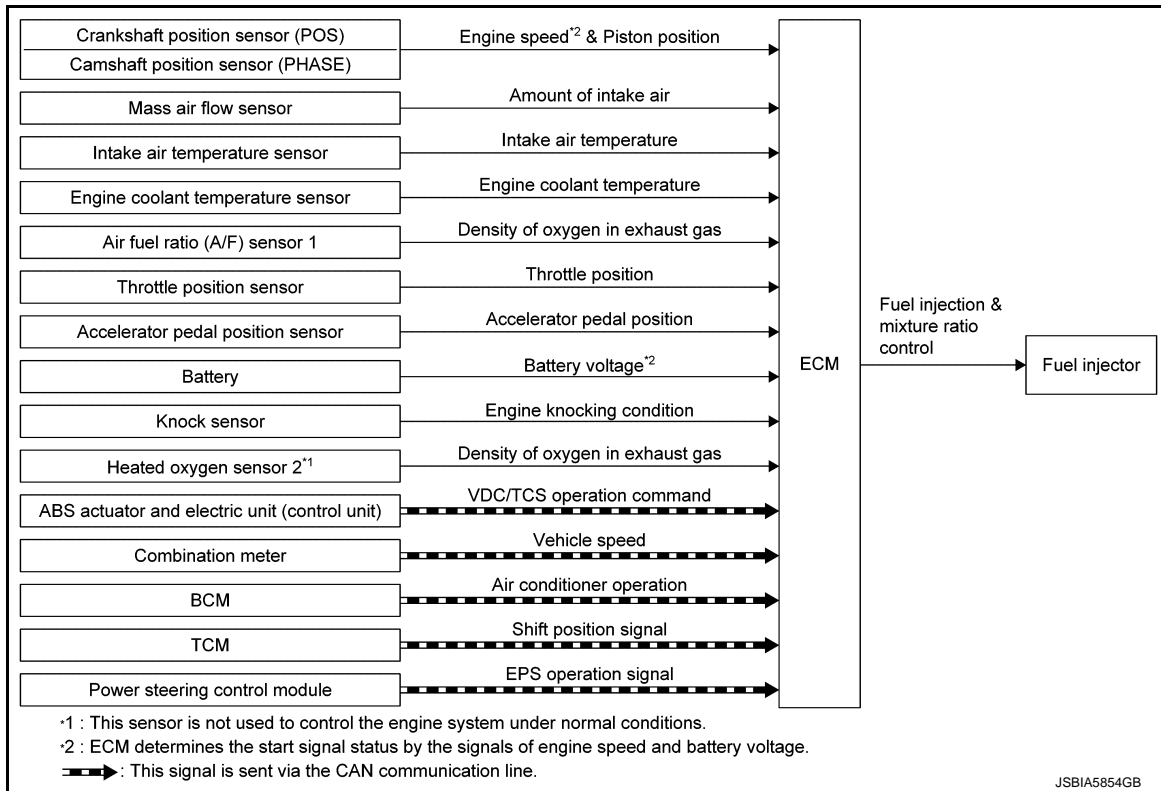 Crankshaft position sensor (POS)
Engine speed*2 & Piston position
Camshaft position sensor (PHASE)
Mass air flow sensor
Amount of intake air
Intake air temperature sensor
Intake air temperature
Engine coolant temperature sensor
Engine coolant temperature
Air fuel ratio (A/F) sensor 1
Density of oxygen in exhaust gas
Throttle position sensor
Throttle position
Accelerator pedal position sensor
Accelerator pedal position
Battery
Battery voltage*2
Knock sensor
Engine knocking condition
Heated oxygen sensor 2*1
Density of oxygen in exhaust gas
ABS actuator and electric unit (control unit)
VDC/TCS operation command
Combination meter
Vehicle speed
BCM
Air conditioner operation
TCM
Shift position signal
Power steering control module
EPS operation signal
ECM
Fuel injection &
mixture ratio
control
Fuel injector
*1 : This sensor is not used to control the engine system under normal conditions.
*2 : ECM determines the start signal status by the signals of engine speed and battery voltage.
: This signal is sent via the CAN communication line.
JSBIA5854GB